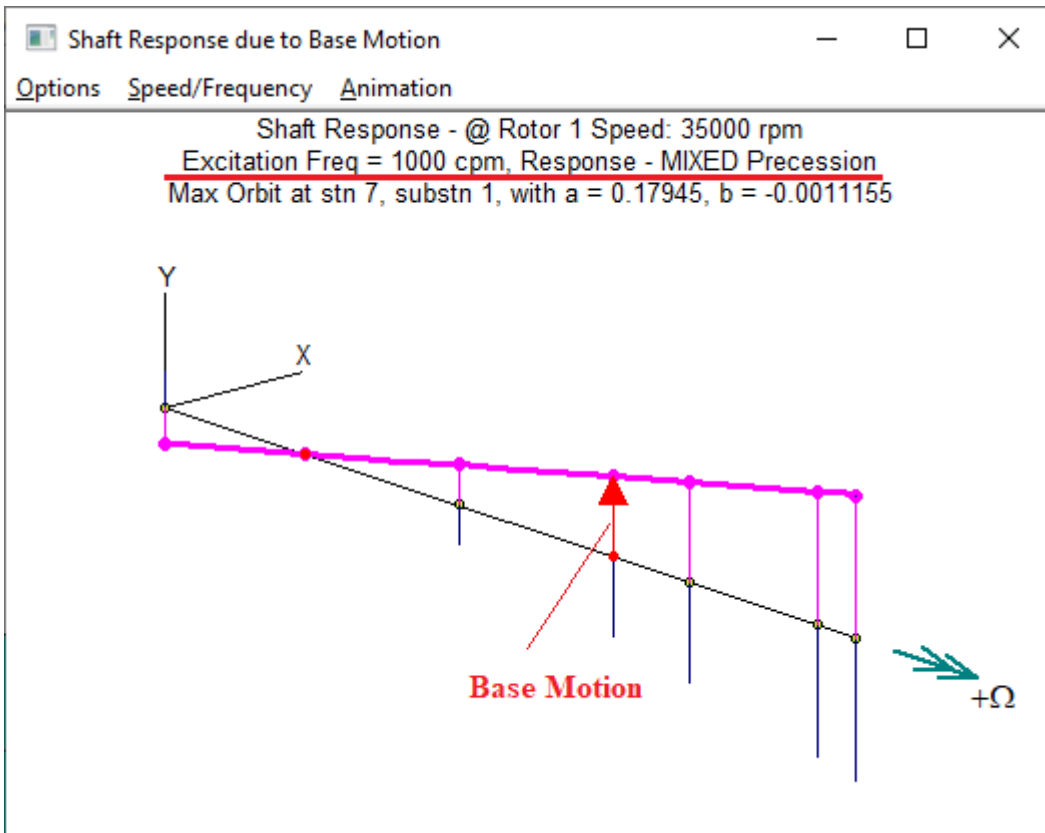 Shaft Response due to Base Motion
Options Speed/Frequency Animation
Shaft Response - @ Rotor 1 Speed: 35000 rpm
Excitation Freq = 1000 cpm, Response - MIXED Precession
Max Orbit at stn 7, substn 1, with a = 0.17945, b = -0.0011155
Y
X
Base Motion
+Ω